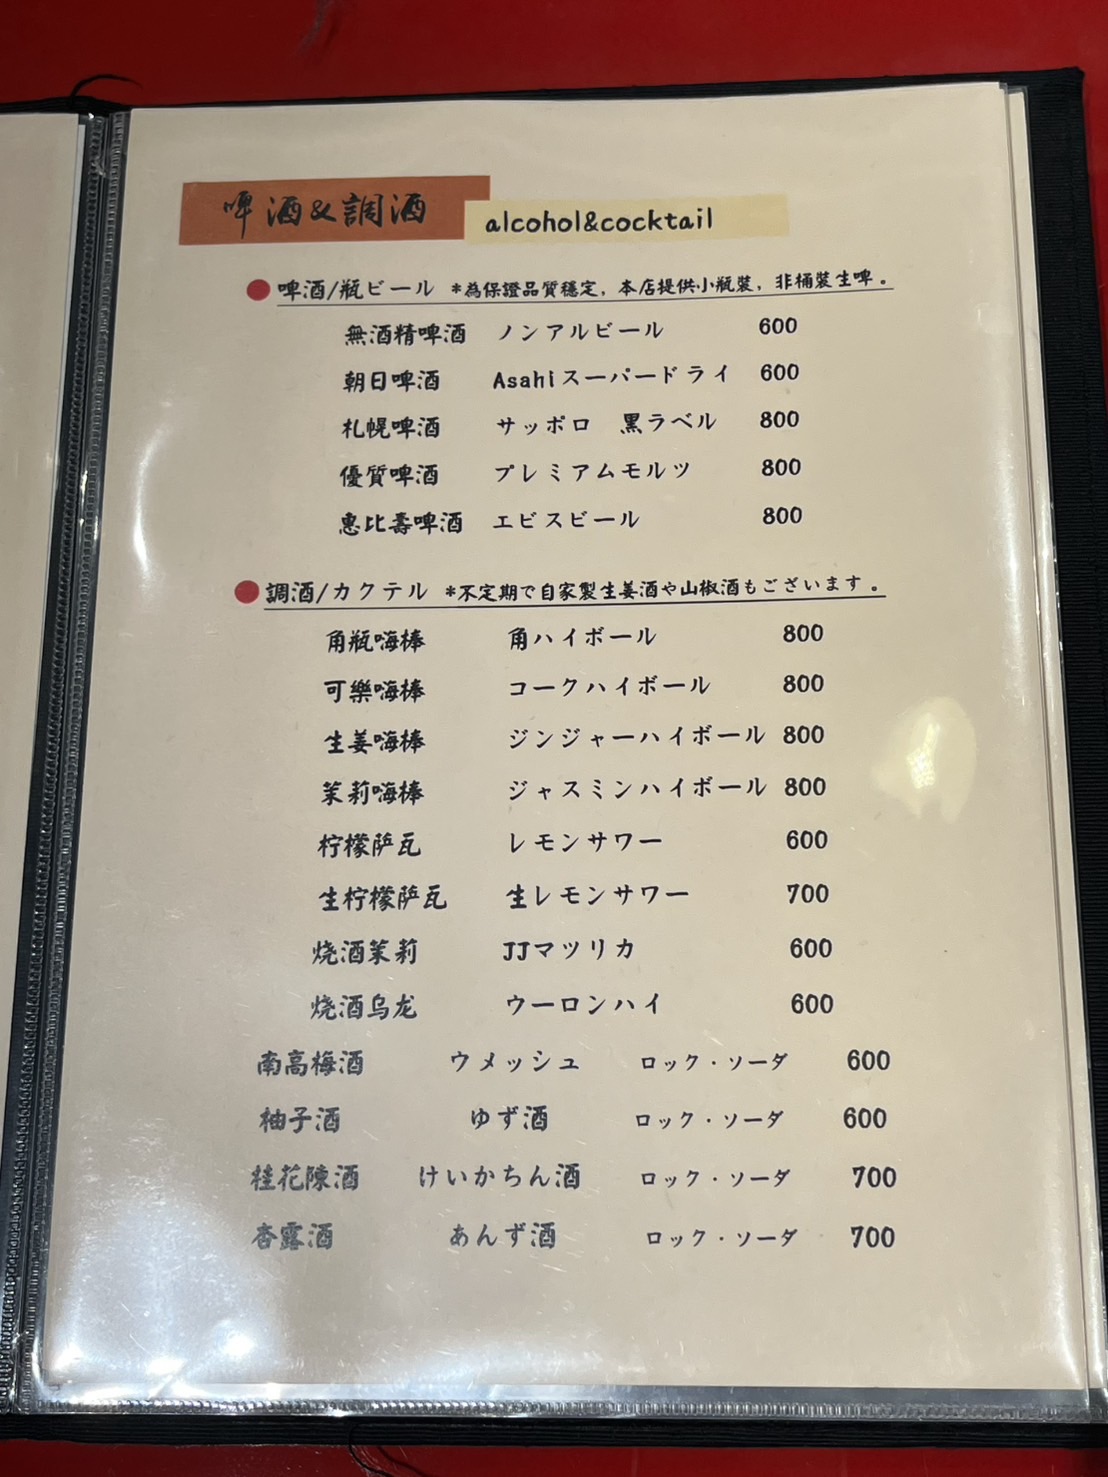 啤酒&調酒
alcohol&cocktail
啤酒/瓶ビール *為保證品質穩定，本店提供小瓶裝，非桶裝生啤。
無酒精啤酒 ノンアルビール 600
朝日啤酒 Asahiスーパードライ 600
札幌啤酒 サッポロ 黒ラベル 800
優質啤酒 プレミアムモルツ 800
惠比壽啤酒 エビスビール 800
調酒/カクテル *不定期で自家製生姜酒や山椒酒もございます。
角瓶嗨棒 角ハイボール 800
可樂嗨棒 コークハイボール 800
生姜嗨棒 ジンジャーハイボール 800
茉莉嗨棒 ジャスミンハイボール 800
柠檬萨瓦 レモンサワー 600
生柠檬萨瓦 生レモンサワー 700
烧酒茉莉 JJマツリカ 600
烧酒乌龙 ウーロンハイ 600
南高梅酒 ウメッシュ ロック・ソーダ 600
柚子酒 ゆず酒 ロック・ソーダ 600
桂花陳酒 けいかちん酒 ロック・ソーダ 700
杏露酒 あんず酒 ロック・ソーダ 700